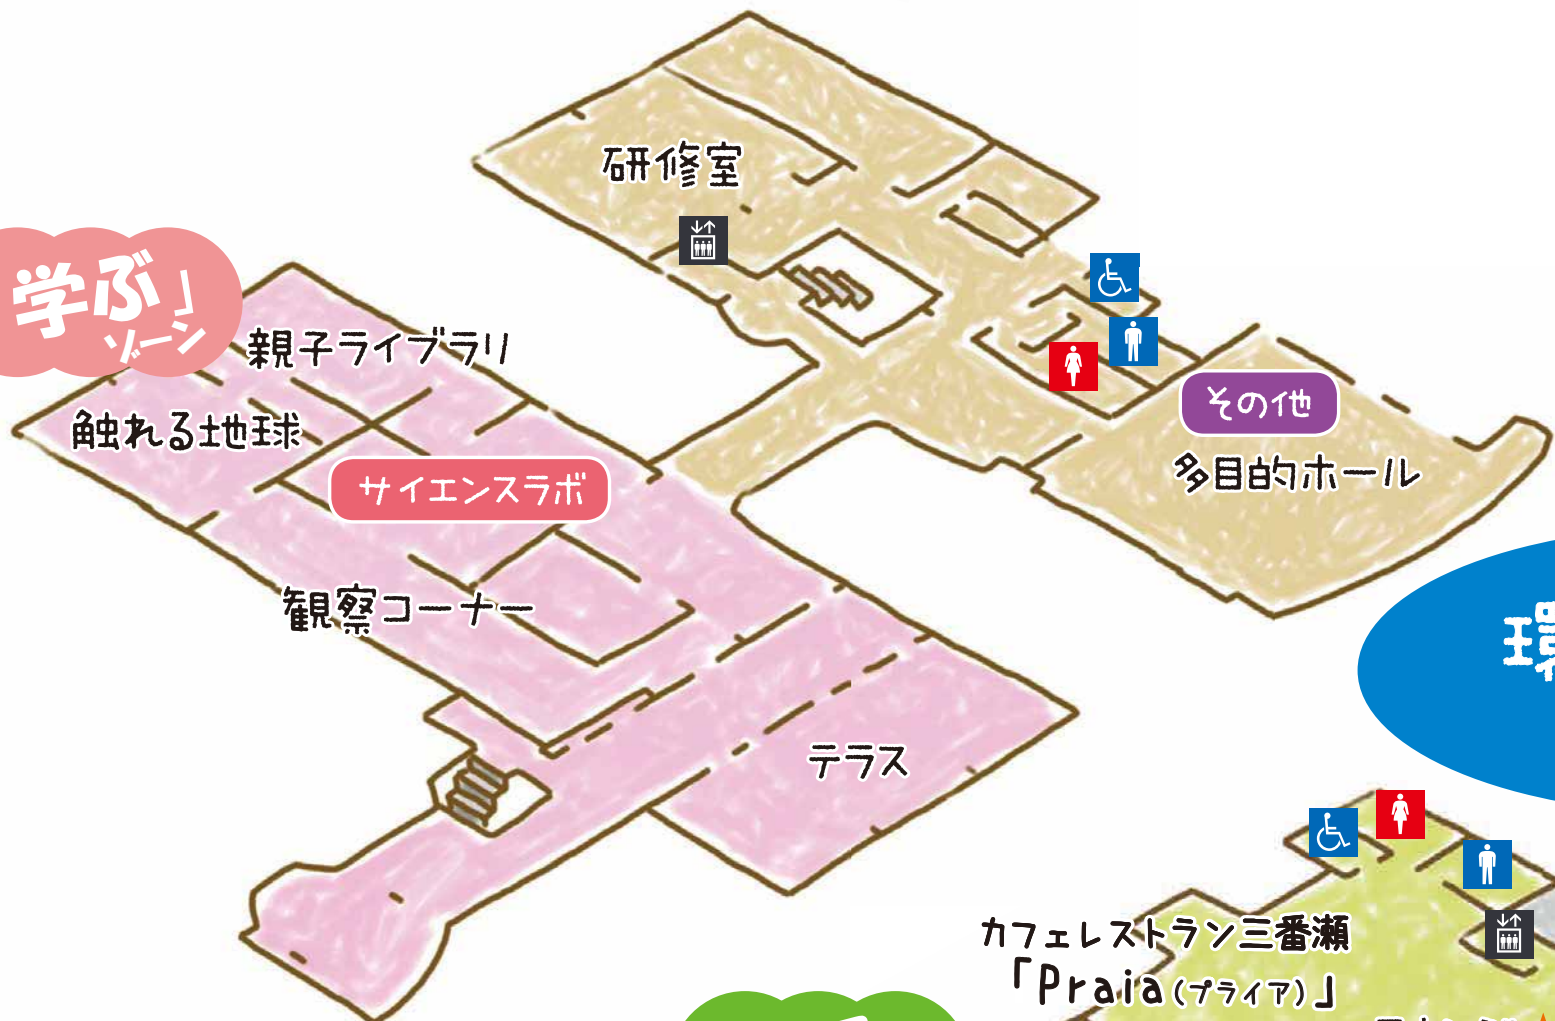 研修室
学ぶ」
ゾーン
親子ライブラリ
触れる地球
サイエンスラボ
その他
多目的ホール
観察コーナー
環
テラス
カフェレストラン三番瀬
「Praia(プライア)」